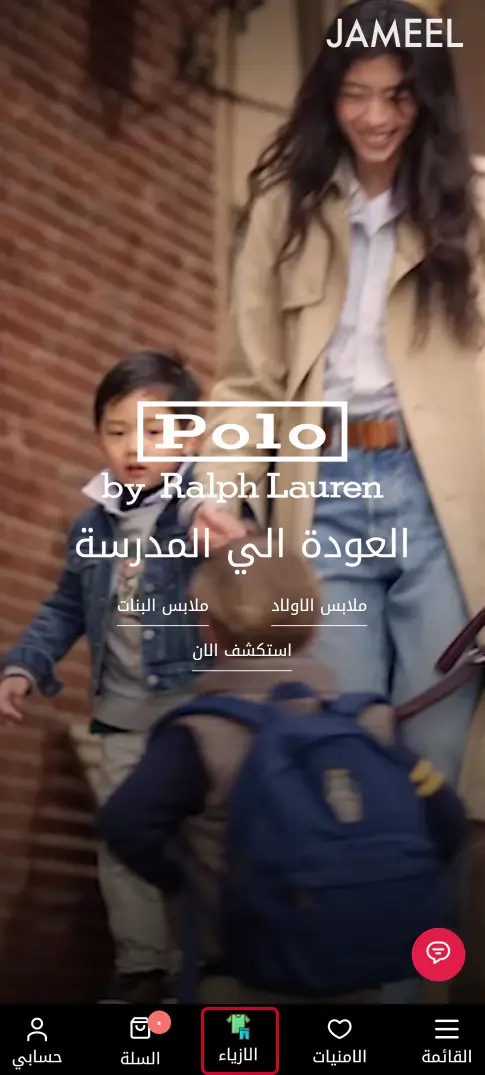 JAMEEL
Polo
by Ralph Lauren
العودة الي المدرسة
ملابس الاولاد ملابس البنات
استكشف الان
القائمة الامنيات الازياء السلة حسابي